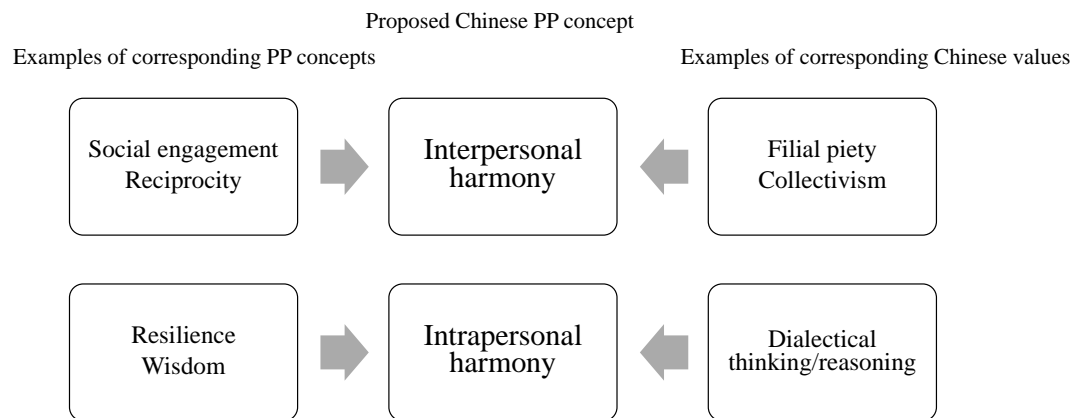 Proposed Chinese PP concept
Examples of corresponding PP concepts
Examples of corresponding Chinese values
Social engagement
Reciprocity
Interpersonal
harmony
Filial piety
Collectivism
Resilience
Wisdom
Intrapersonal
harmony
Dialectical
thinking/reasoning